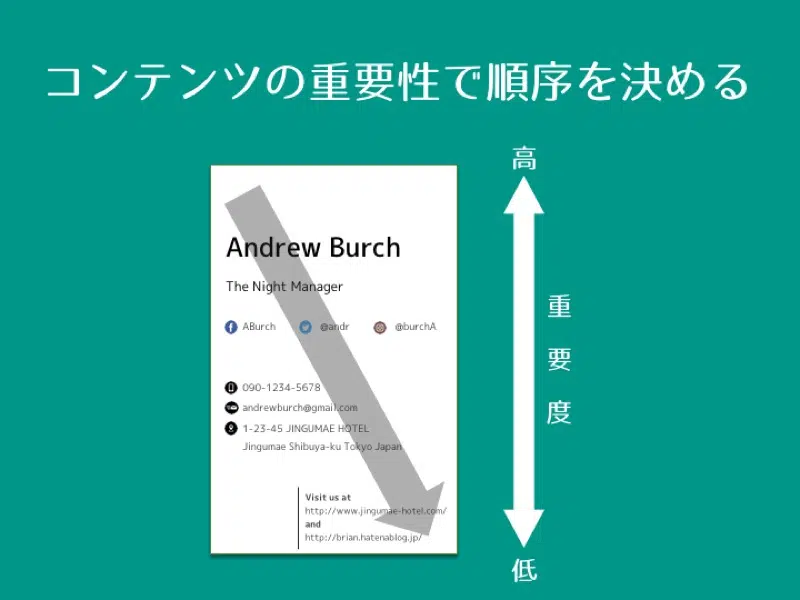 コンテンツの重要性で順序を決める
高
Andrew Burch
The Night Manager
ABurch @andr @burchA
090-1234-5678
andrewburch@gmail.com
1-23-45 JINGUMAE HOTEL
Jingumae Shibuya-ku Tokyo Japan
Visit us at
http://www.jingumae-hotel.com/
and
http://brian.hatenablog.jp/
重要度
低